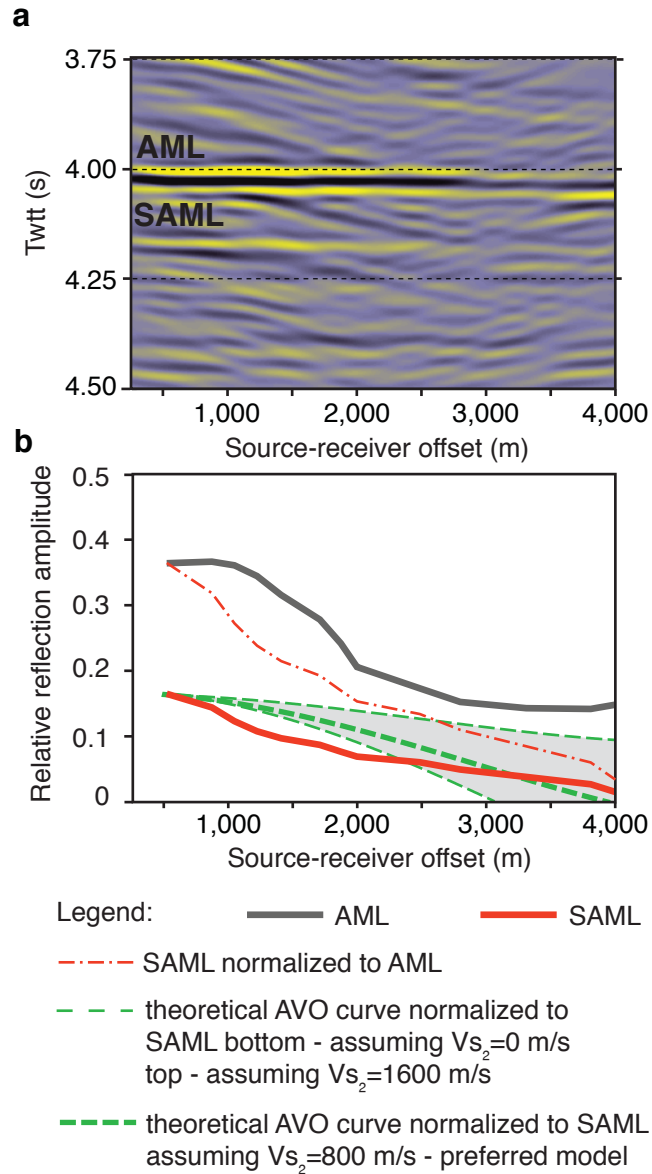 a
3.75
AML
4.00
SAML
4.25
4.50
Twtt (s)
1,000 2,000 3,000 4,000
Source-receiver offset (m)
b
0.5
0.4
0.3
0.2
0.1
0
Relative reflection amplitude
1,000 2,000 3,000 4,000
Source-receiver offset (m)
Legend: AML SAML
SAML normalized to AML
theoretical AVO curve normalized to
SAML bottom - assuming Vs₂=0 m/s
top - assuming Vs₂=1600 m/s
theoretical AVO curve normalized to SAML
assuming Vs₂=800 m/s - preferred model